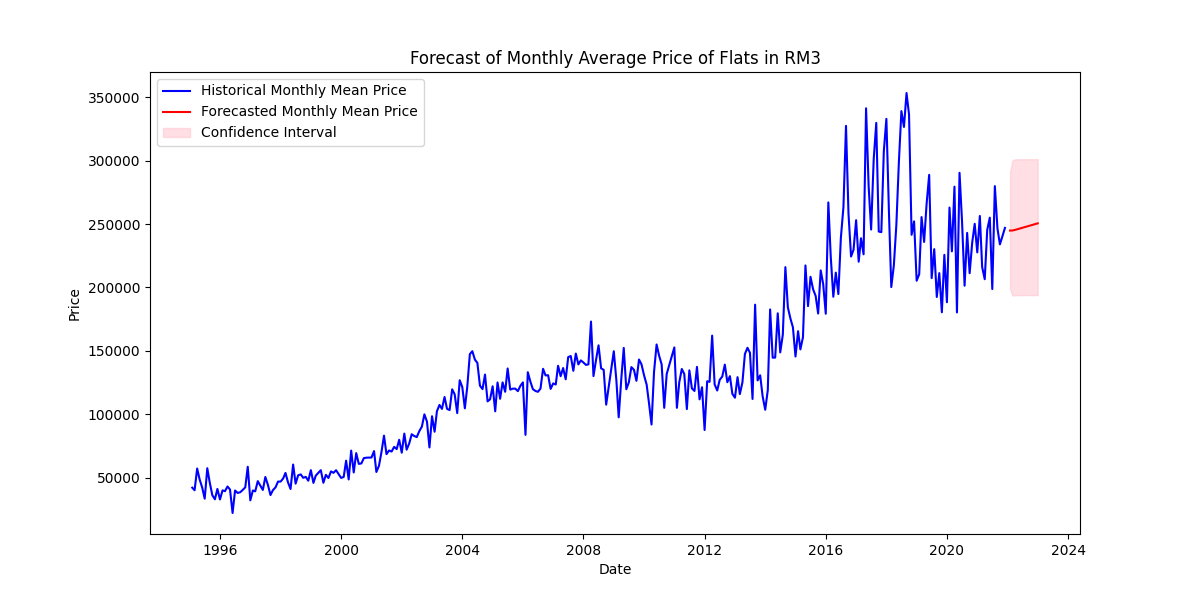 Forecast of Monthly Average Price of Flats in RM3
Historical Monthly Mean Price
Forecasted Monthly Mean Price
Confidence Interval
Price
350000
300000
250000
200000
150000
100000
50000
1996 2000 2004 2008 2012 2016 2020 2024
Date